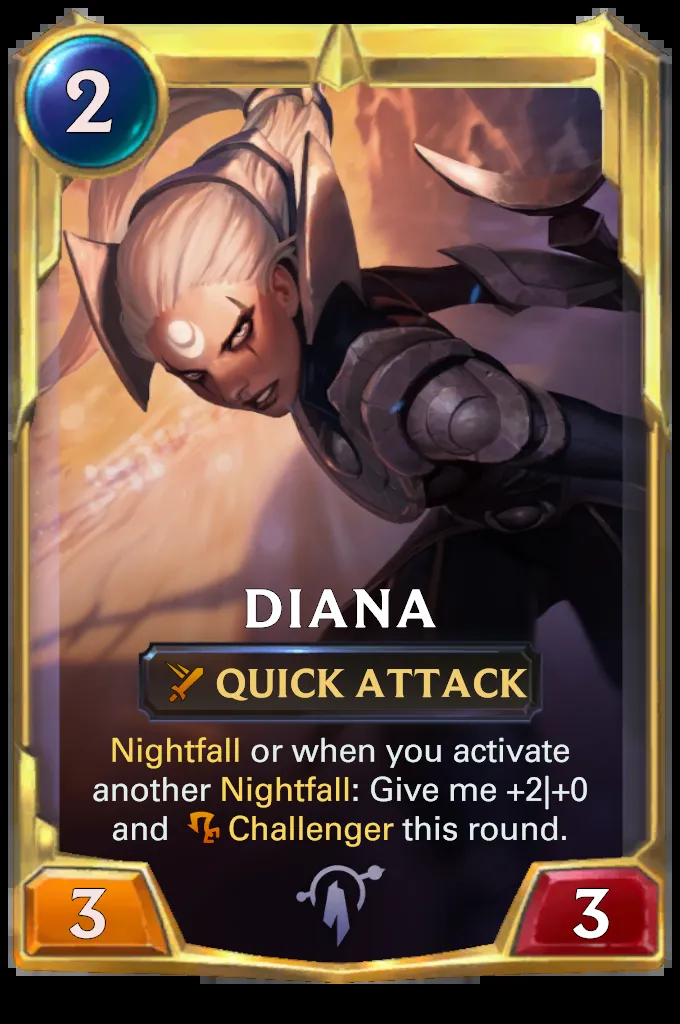 2
DIANA
QUICK ATTACK
Nightfall or when you activate
another Nightfall: Give me +2|+0
and Challenger this round.
3
3